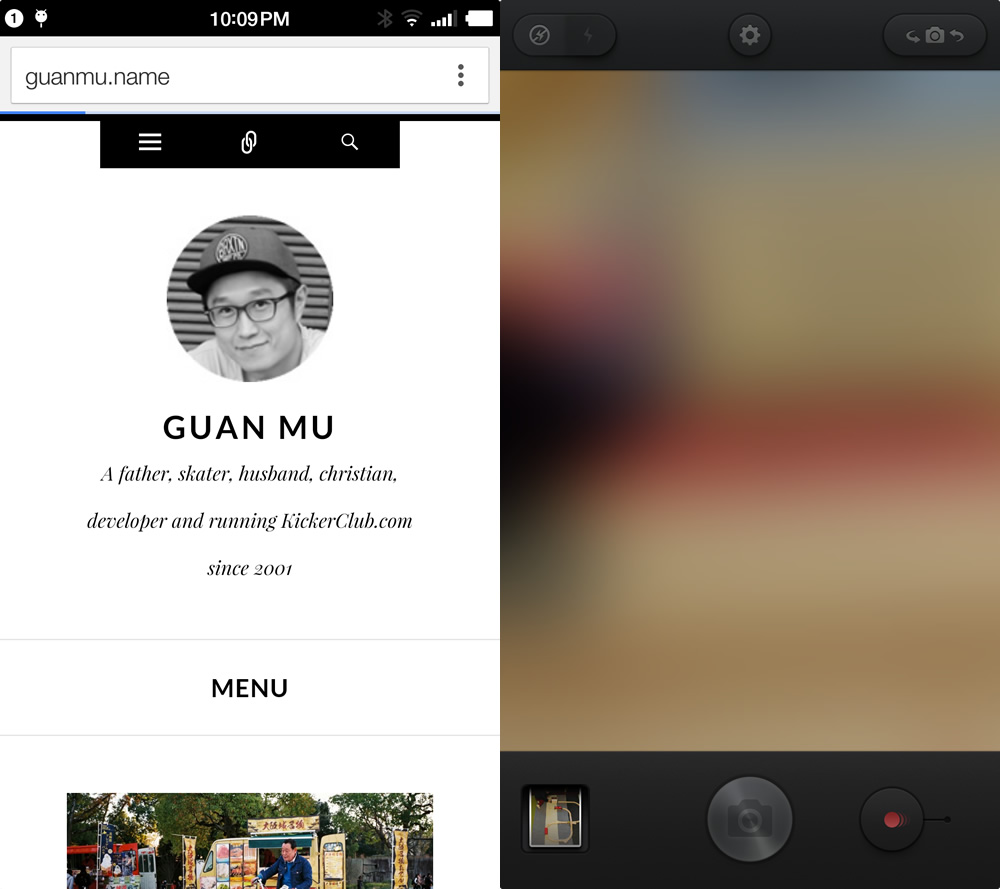 1
10:09PM
guanmu.name
GUAN MU
A father, skater, husband, christian,
developer and running KickerClub.com
since 2001
MENU